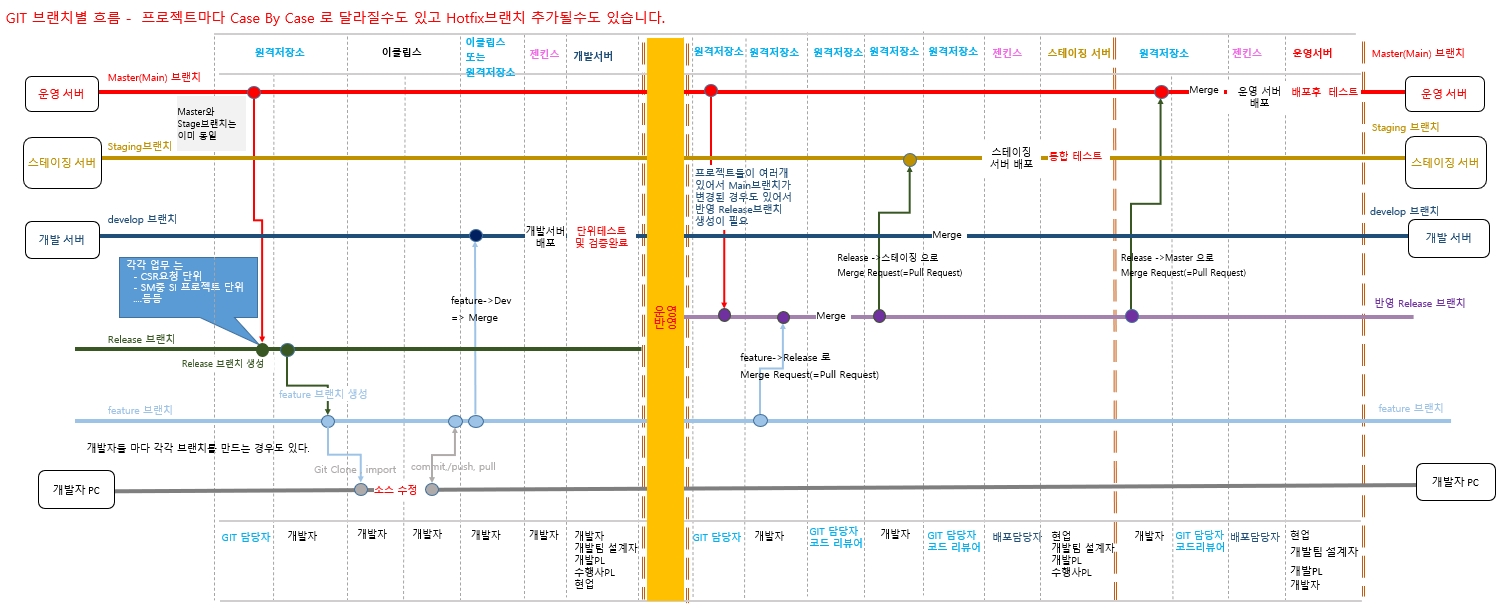 GIT 브랜치별 흐름 - 프로젝트마다 Case By Case 로 달라질수도 있고 Hotfix브랜치 추가될수도 있습니다.
원격저장소
이클립스
이클립스
또는
원격저장소
젠킨스
개발서버
원격저장소
원격저장소
원격저장소
원격저장소
원격저장소
젠킨스
스테이징 서버
원격저장소
젠킨스
운영서버
Master(Main) 브랜치
Master(Main) 브랜치
운영 서버
Merge
운영 서버
배포
배포후 테스트
운영 서버
Master와
Stage브랜치는
이미 동일
Staging브랜치
Staging 브랜치
스테이징 서버
스테이징
서버 배포
통합 테스트
스테이징 서버
프로젝트들이 여러개
있어서 Main브랜치가
변경된 경우도 있어서
반영 Release브랜치
생성이 필요
develop 브랜치
develop 브랜치
개발 서버
개발서버
배포
단위테스트
및 검증완료
Merge
개발 서버
각각 업무 는
- CSR요청 단위
- SM중 SI 프로젝트 단위
....등등
Release ->스테이징 으로
Merge Request(=Pull Request)
Release ->Master 으로
Merge Request(=Pull Request)
feature->Dev
=> Merge
운영
반영
Merge
반영 Release 브랜치
Release 브랜치
Release 브랜치 생성
feature->Release 로
Merge Request(=Pull Request)
feature 브랜치 생성
feature 브랜치
feature 브랜치
개발자들 마다 각각 브랜치를 만드는 경우도 있다.
Git Clone , import
commit,/push, pull
개발자 PC
소스 수정
개발자 PC
GIT 담당자
개발자
개발자
개발자
개발자
개발자
개발자
개발팀 설계자
개발PL
수행사PL
현업
GIT 담당자
개발자
GIT 담당자
코드 리뷰어
개발자
GIT 담당자
코드 리뷰어
배포담당자
현업
개발팀 설계자
개발PL
수행사PL
개발자
GIT 담당자
코드리뷰어
배포담당자
현업
개발팀 설계자
개발PL
개발자